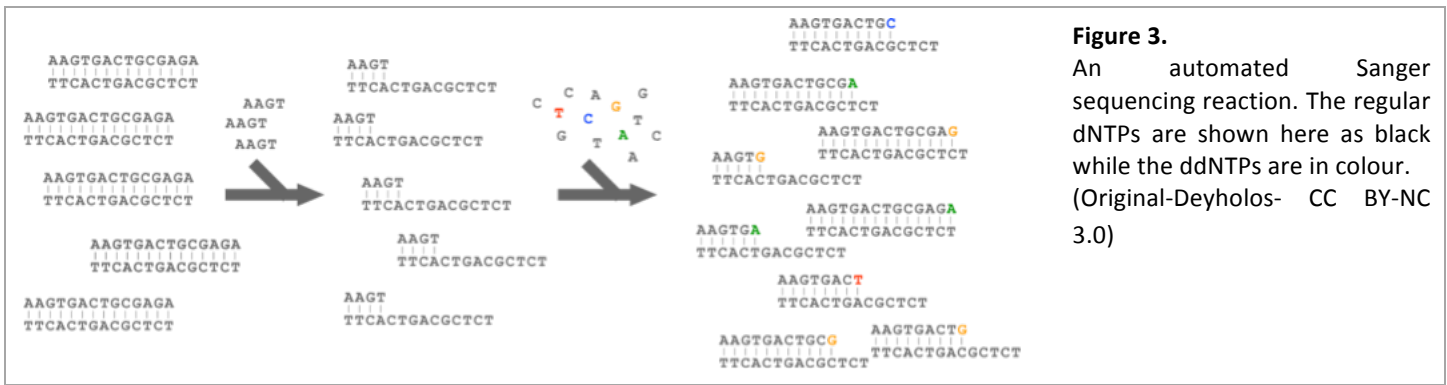 AAGTGACTGCGAGA
TTCACTGACGCTCT
AAGTGACTGCGAGA
TTCACTGACGCTCT
AAGTGACTGCGAGA
TTCACTGACGCTCT
AAGTGACTGCGAGA
TTCACTGACGCTCT
AAGTGACTGCGAGA
TTCACTGACGCTCT
AAGT
AAGT
AAGT
AAGT
TTCACTGACGCTCT
AAGT
TTCACTGACGCTCT
AAGT
TTCACTGACGCTCT
AAGT
TTCACTGACGCTCT
AAGT
TTCACTGACGCTCT
C C A G G
T C T
G T A C
A
AAGTGACTGC
TTCACTGACGCTCT
AAGTGACTGCGA
TTCACTGACGCTCT
AAGTGACTGCGAG
TTCACTGACGCTCT
AAGTG
TTCACTGACGCTCT
AAGTGACTGCGAGA
TTCACTGACGCTCT
AAGTGA
TTCACTGACGCTCT
AAGTGACT
TTCACTGACGCTCT
AAGTGACTGCG
TTCACTGACGCTCT
AAGTGACTG
TTCACTGACGCTCT
Figure 3.
An automated Sanger
sequencing reaction. The regular
dNTPs are shown here as black
while the ddNTPs are in colour.
(Original-Deyholos- CC BY-NC
3.0)